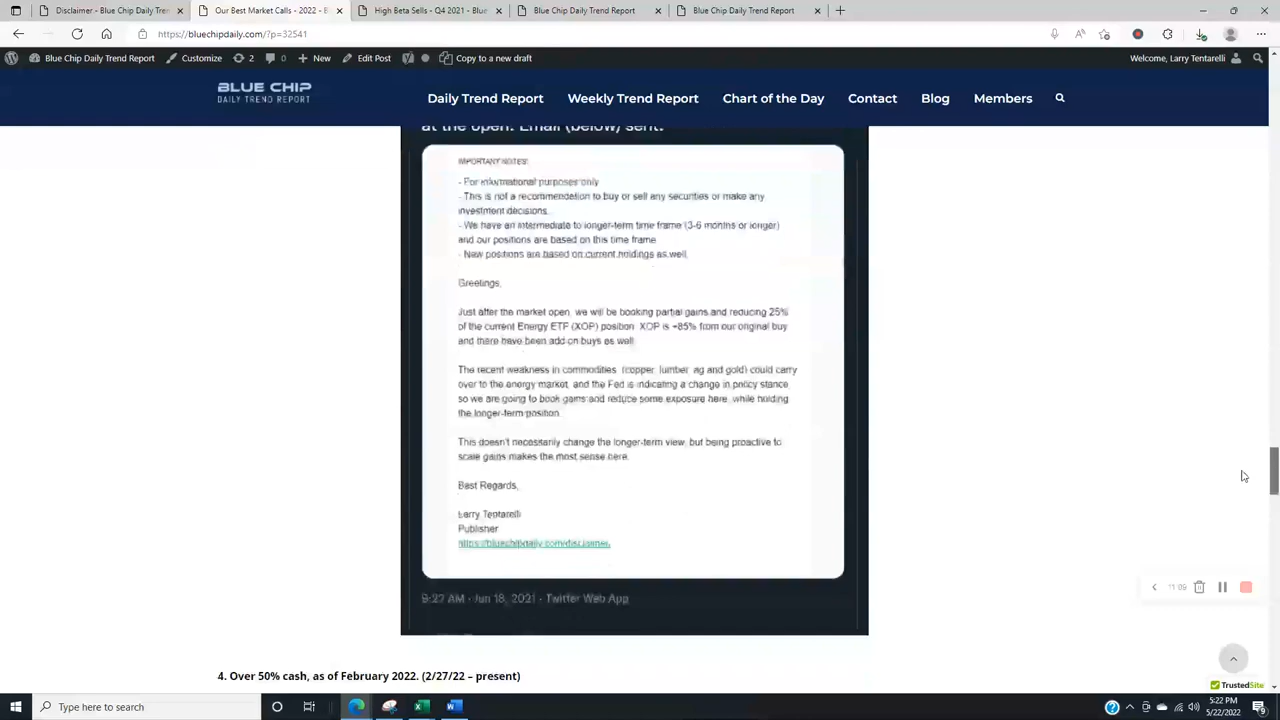 Disclaimer - Blue Chip Daily Tren
Our Best Market Calls - 2022 - B
High Beta Sells - Q4 2021 - Blue
Blue Chip Daily Trend Report
Blue Chip Daily Trend Report
https://bluechipdaily.com/?p=32541
Blue Chip Daily Trend Report
Customize
2
0
New
Edit Post
Copy to a new draft
Welcome, Larry Tentarelli
BLUE CHIP
DAILY TREND REPORT
Daily Trend Report
Weekly Trend Report
Chart of the Day
Contact
Blog
Members
at the open. Email (below) sent.
IMPORTANT NOTES:
- For informational purposes only
- This is not a recommendation to buy or sell any securities or make any
investment decisions.
- We have an intermediate to longer-term time frame (3-6 months or longer)
and our positions are based on this time frame
- New positions are based on current holdings as well.
Greetings,
Just after the market open, we will be booking partial gains and reducing 25%
of the current Energy ETF (XOP) position. XOP is +85% from our original buy
and there have been add on buys as well.
The recent weakness in commodities (copper, lumber, ag and gold) could carry
over to the energy market, and the Fed is indicating a change in policy stance
so we are going to book gains and reduce some exposure here, while holding
the longer-term position.
This doesn't necessarily change the longer-term view, but being proactive to
scale gains makes the most sense here.
Best Regards,
Larry Tentarelli
Publisher
https://bluechipdaily.com/disclaimer
9:22 AM · Jun 18, 2021 · Twitter Web App
11:09
4. Over 50% cash, as of February 2022. (2/27/22 – present)
TrustedSite
Type here to search
5:22 PM
5/22/2022